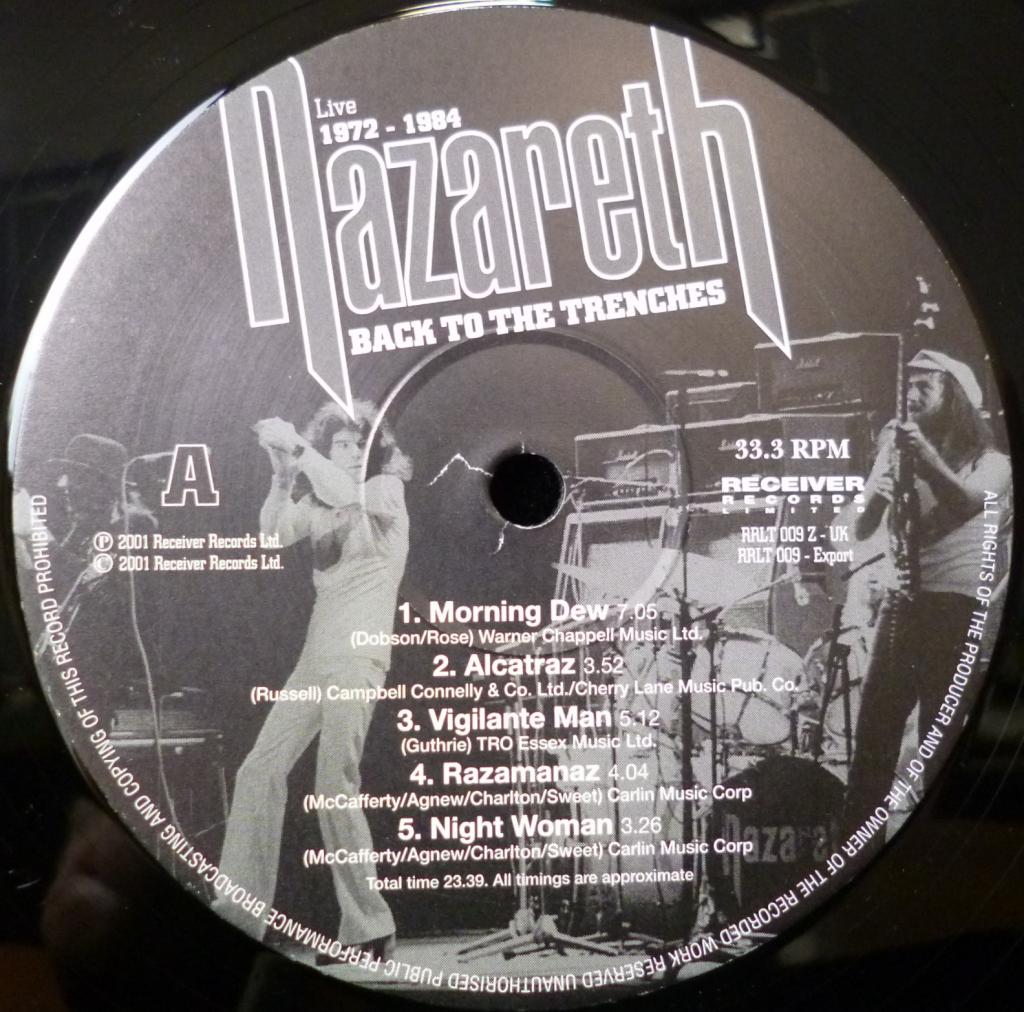 Live
1972 - 1984
nazareth
BACK TO THE TRENCHES
A
Ⓟ 2001 Receiver Records Ltd.
© 2001 Receiver Records Ltd.
33.3 RPM
RECEIVER
RECORDS
LIMITED
RRLT 009 Z - UK
RRLT 009 - Export
1. Morning Dew 7.05
(Dobson/Rose) Warner Chappell Music Ltd.
2. Alcatraz 3.52
(Russell) Campbell Connelly & Co. Ltd./Cherry Lane Music Pub. Co.
3. Vigilante Man 5.12
(Guthrie) TRO Essex Music Ltd.
4. Razamanaz 4.04
(McCafferty/Agnew/Charlton/Sweet) Carlin Music Corp
5. Night Woman 3.26
(McCafferty/Agnew/Charlton/Sweet) Carlin Music Corp
Total time 23.39. All timings are approximate
Nazaret
ALL RIGHTS OF THE PRODUCER AND OF THE OWNER OF THE RECORDED WORK RESERVED UNAUTHORISED PUBLIC PERFORMANCE BROADCASTING AND COPYING OF THIS RECORD PROHIBITED